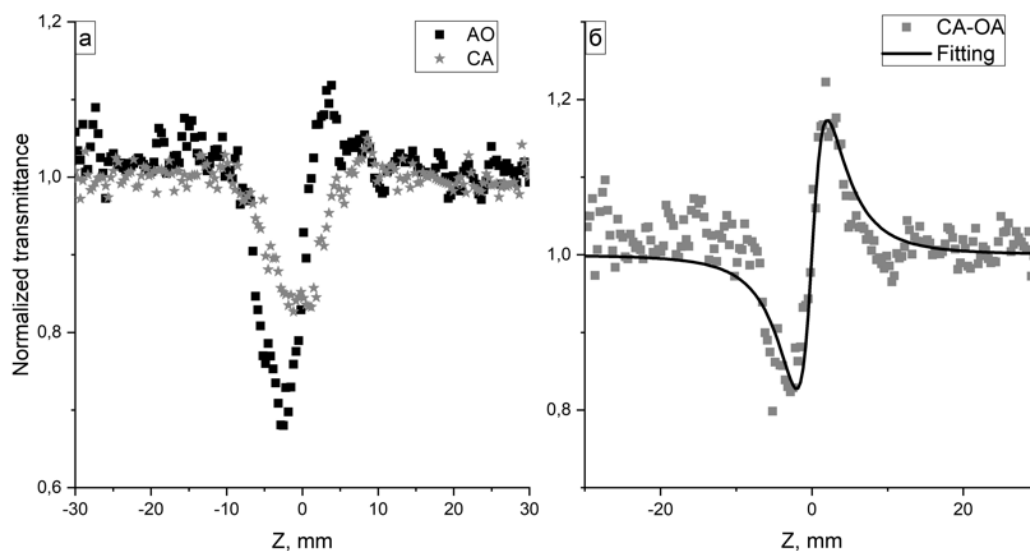 а
AO
CA
Normalized transmittance
1,2
1,0
0,8
0,6
-30
-20
-10
0
10
20
30
Z, mm
б
CA-OA
Fitting
1,2
1,0
0,8
-20
0
20
Z, mm